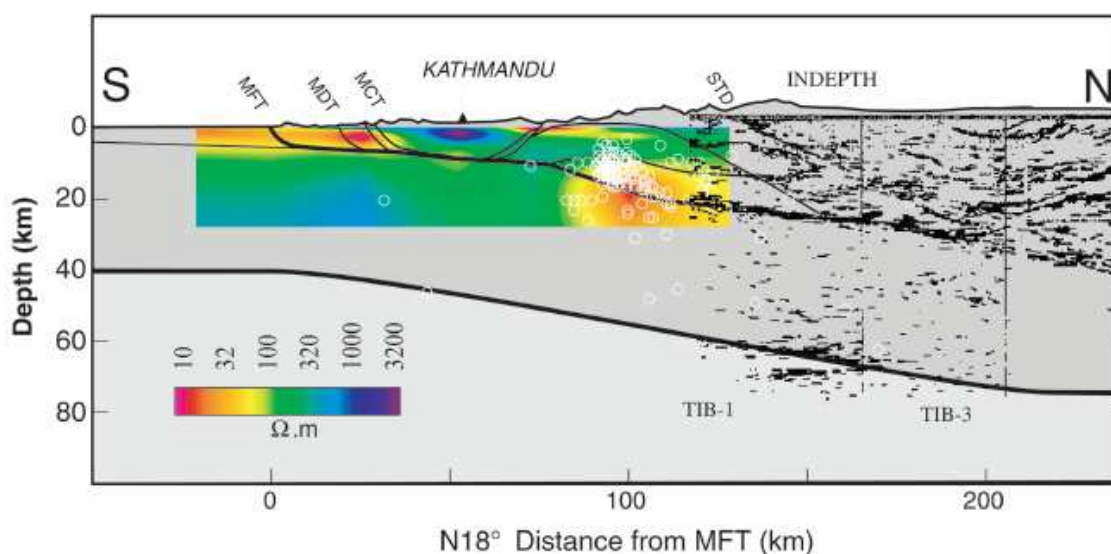 S
N
MFT
MDT
MCT
KATHMANDU
STD
INDEPTH
0
20
40
60
80
Depth (km)
10
32
100
320
1000
3200
Ω.m
TIB-1
TIB-3
0
100
200
N18° Distance from MFT (km)